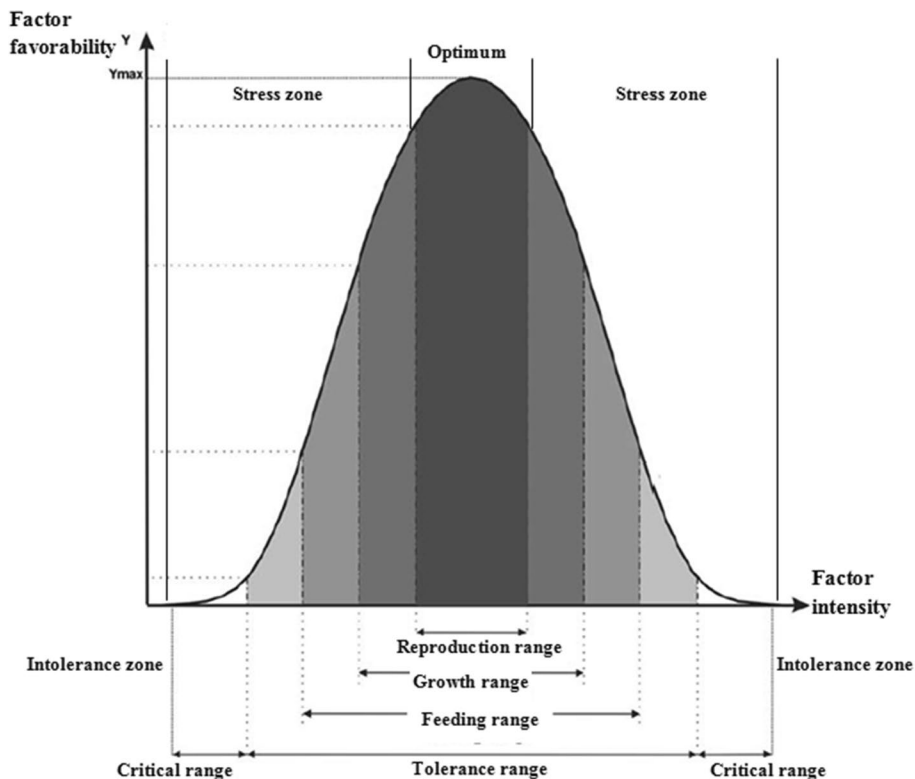 Factor
favorability Y
Optimum
Ymax
Stress zone
Stress zone
Factor
intensity
Reproduction range
Intolerance zone
Intolerance zone
Growth range
Feeding range
Critical range
Tolerance range
Critical range